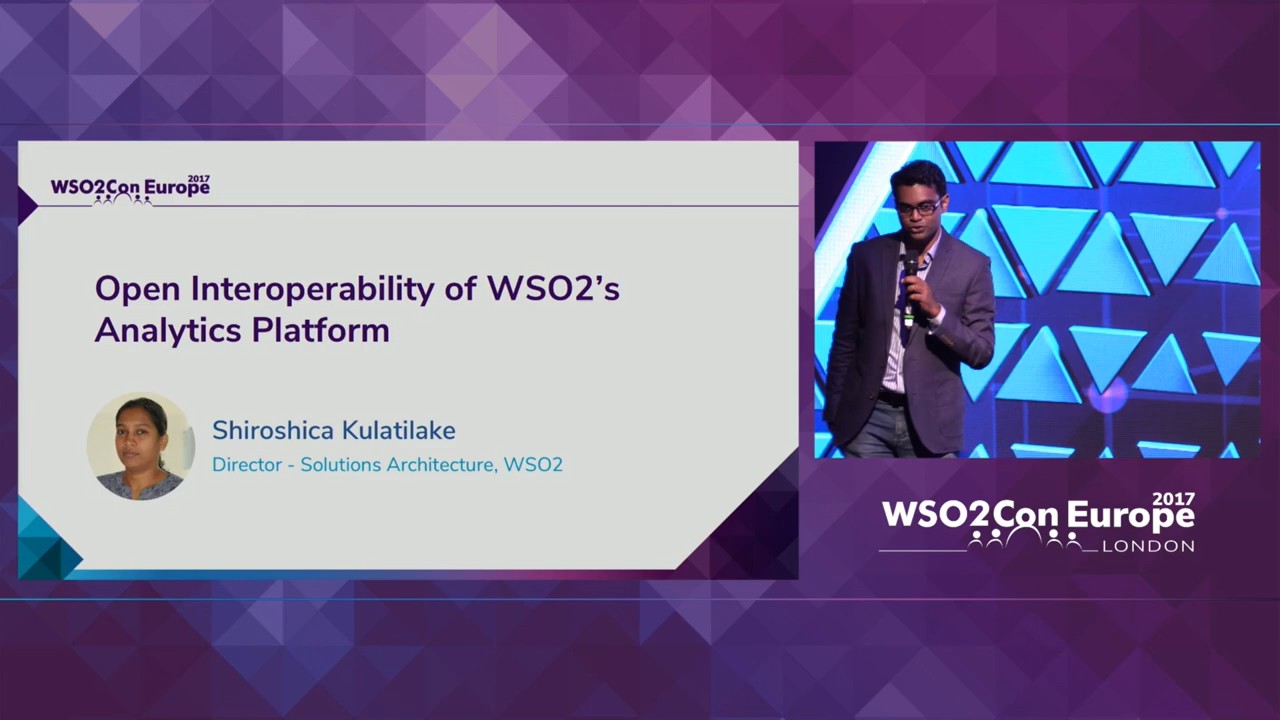 WSO2Con Europe 2017
Open Interoperability of WSO2's
Analytics Platform
Shiroshica Kulatilake
Director - Solutions Architecture, WSO2
WSO2Con Europe 2017
LONDON